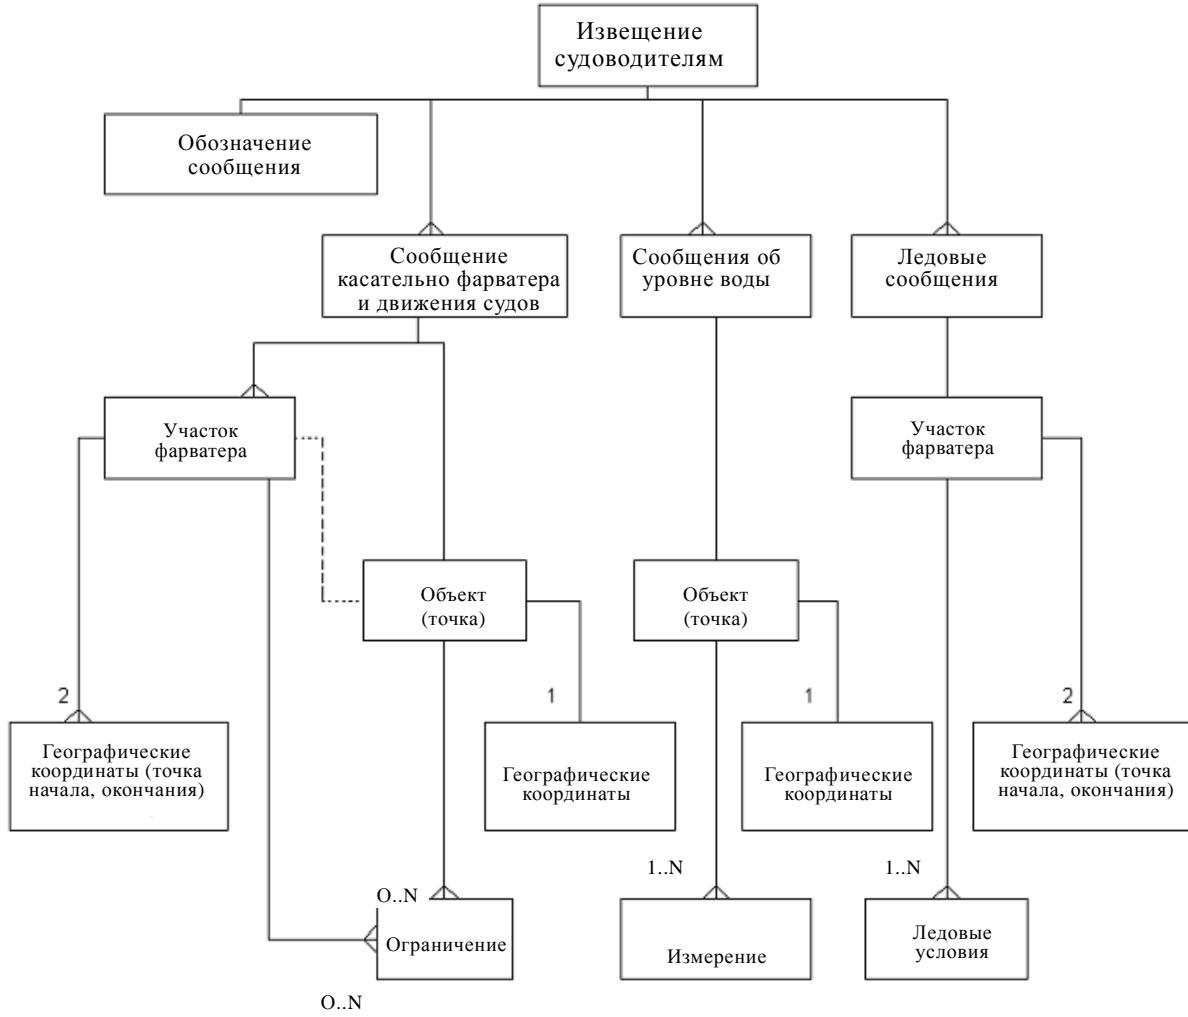 Извещение
судоводителям
Обозначение
сообщения
Сообщение
касательно фарватера
и движения судов
Сообщения об
уровне воды
Ледовые
сообщения
Участок
фарватера
Участок
фарватера
Объект
(точка)
Объект
(точка)
2
1
1
2
Географические
координаты (точка
начала, окончания)
Географические
координаты
Географические
координаты
Географические
координаты (точка
начала, окончания)
O..N
1..N
1..N
Ограничение
Измерение
Ледовые
условия
O..N